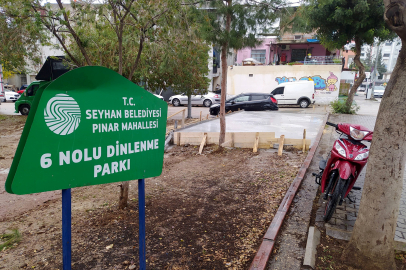 T.C.
SEYHAN BELEDİYESİ
PINAR MAHALLESİ
6 NOLU DİNLENME
PARKI